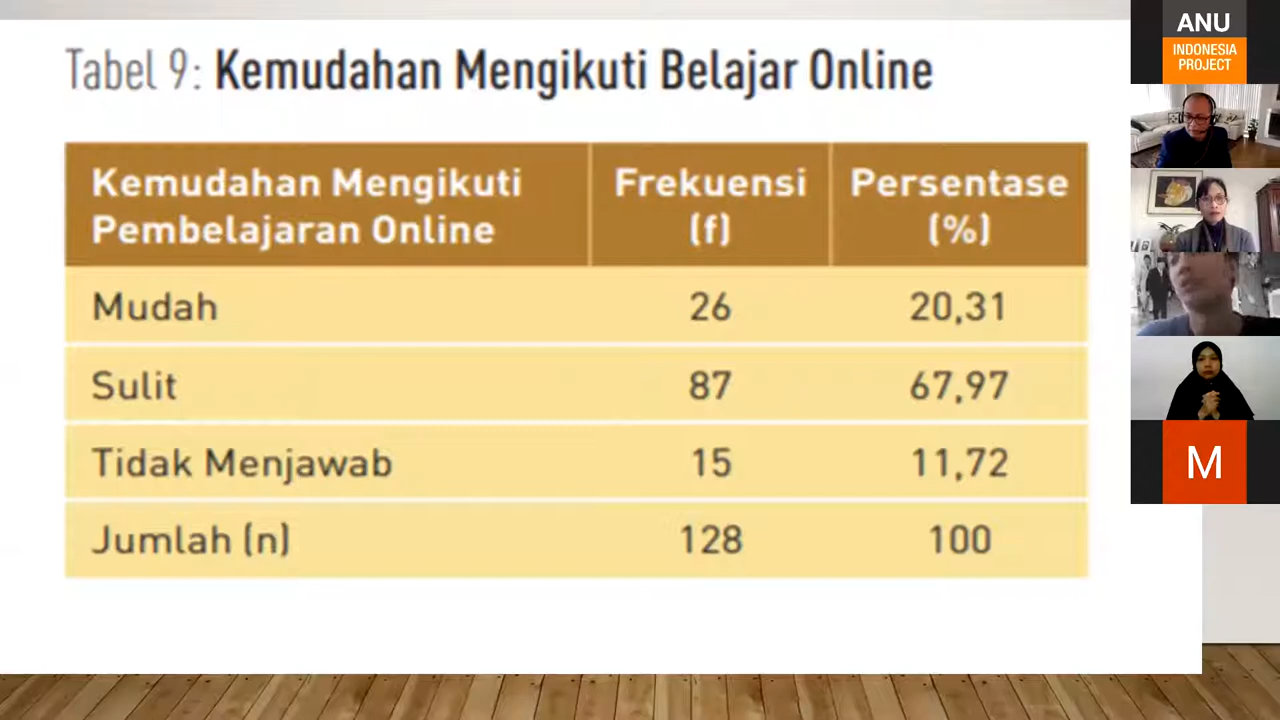 Tabel 9: Kemudahan Mengikuti Belajar Online
Kemudahan Mengikuti Pembelajaran Online
Frekuensi (f)
Persentase (%)
Mudah 26 20,31
Sulit 87 67,97
Tidak Menjawab 15 11,72
Jumlah (n) 128 100
ANU
INDONESIA
PROJECT
M